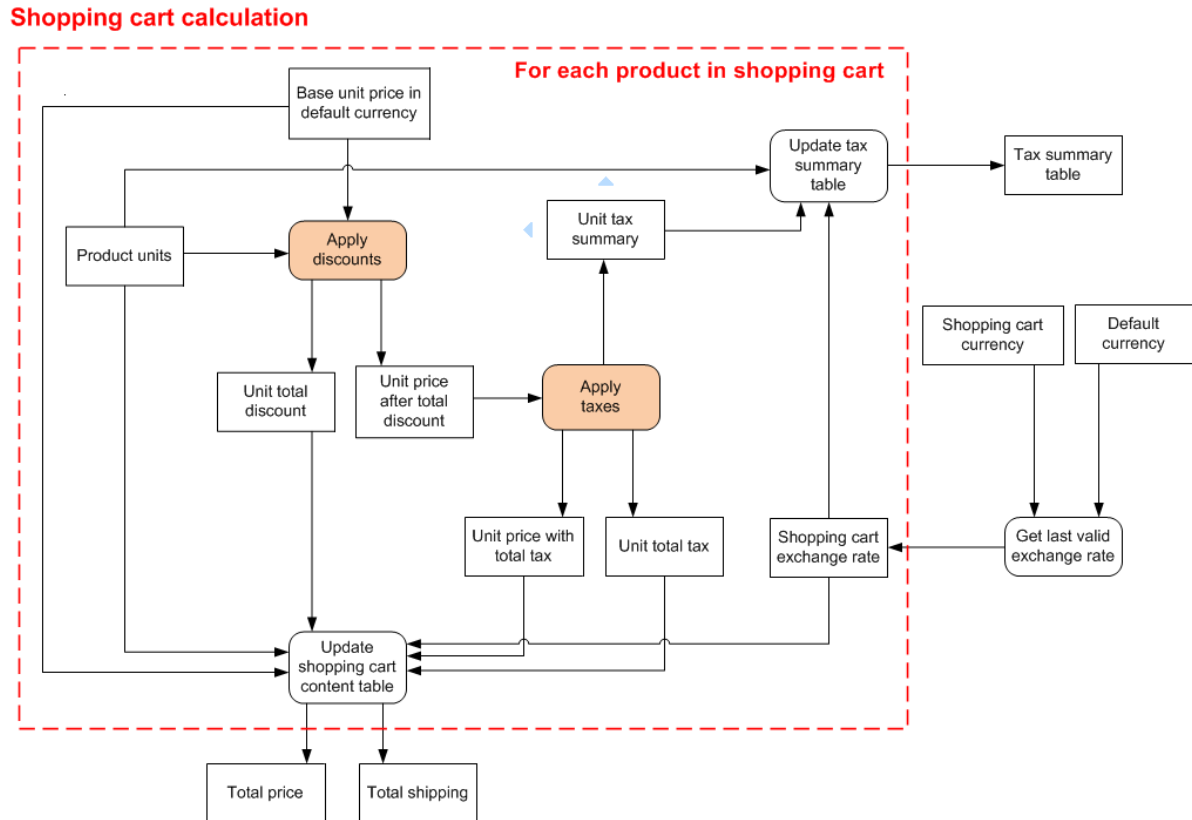 Shopping cart calculation
For each product in shopping cart
Base unit price in
default currency
Update tax
summary
table
Tax summary
table
Unit tax
summary
Product units
Apply
discounts
Shopping cart
currency
Default
currency
Unit total
discount
Unit price
after total
discount
Apply
taxes
Unit price with
total tax
Unit total tax
Shopping cart
exchange rate
Get last valid
exchange rate
Update
shopping cart
content table
Total price
Total shipping